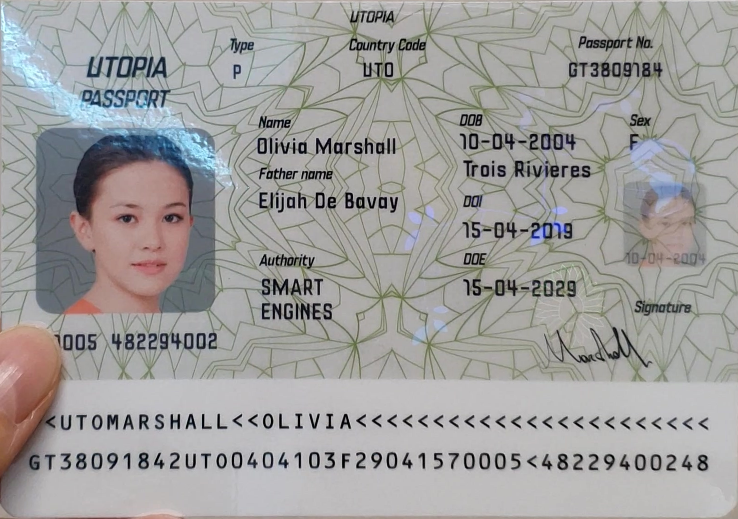 UTOPIA
Type
Country Code
Passport No.
UTOPIA
PASSPORT
P
UTO
GT3809184
Name
DOB
Sex
Olivia Marshall
10-04-2004
F
Father name
Trois Rivieres
Elijah De Bavay
DOI
15-04-2019
10-04-2004
Authority
DOE
SMART
ENGINES
15-04-2029
Signature
Marshall
005 482294002
<UTOMARSHALL<<OLIVIA<<<<<<<<<<<<<<<<<<<<<<<
GT38091842UTO0404103F29041570005<48229400248